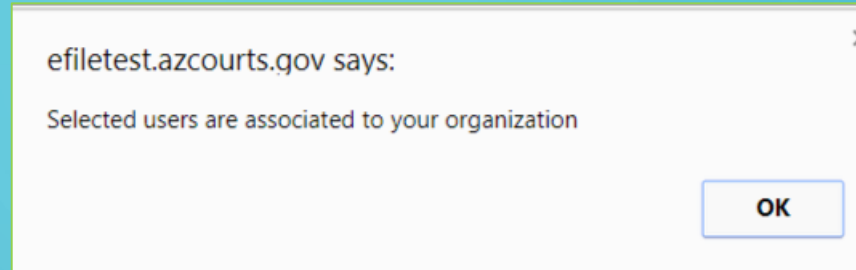 efiletest.azcourts.gov says:
Selected users are associated to your organization
OK